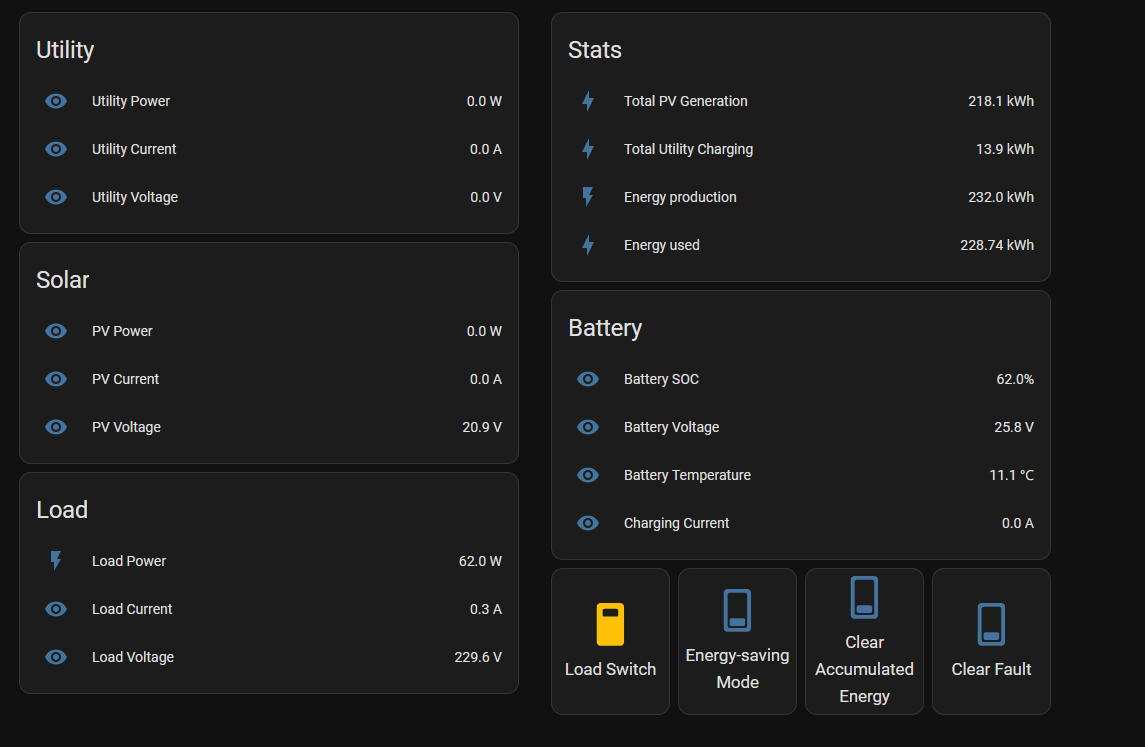 Utility
Utility Power 0.0 W
Utility Current 0.0 A
Utility Voltage 0.0 V
Solar
PV Power 0.0 W
PV Current 0.0 A
PV Voltage 20.9 V
Load
Load Power 62.0 W
Load Current 0.3 A
Load Voltage 229.6 V
Stats
Total PV Generation 218.1 kWh
Total Utility Charging 13.9 kWh
Energy production 232.0 kWh
Energy used 228.74 kWh
Battery
Battery SOC 62.0%
Battery Voltage 25.8 V
Battery Temperature 11.1 °C
Charging Current 0.0 A
Load Switch
Energy-saving
Mode
Clear
Accumulated
Energy
Clear Fault